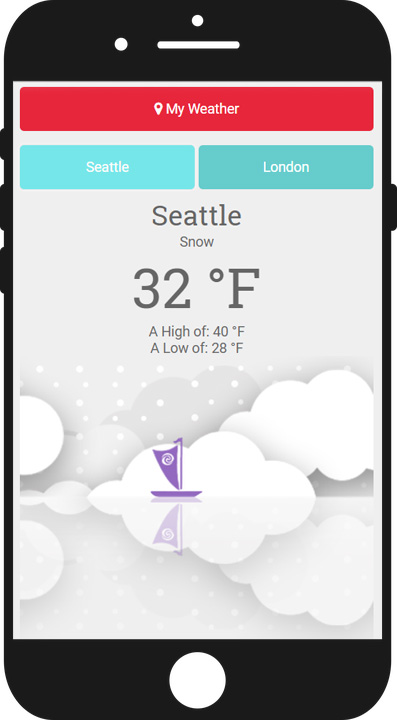 My Weather
Seattle
London
Seattle
Snow
32 °F
A High of: 40 °F
A Low of: 28 °F